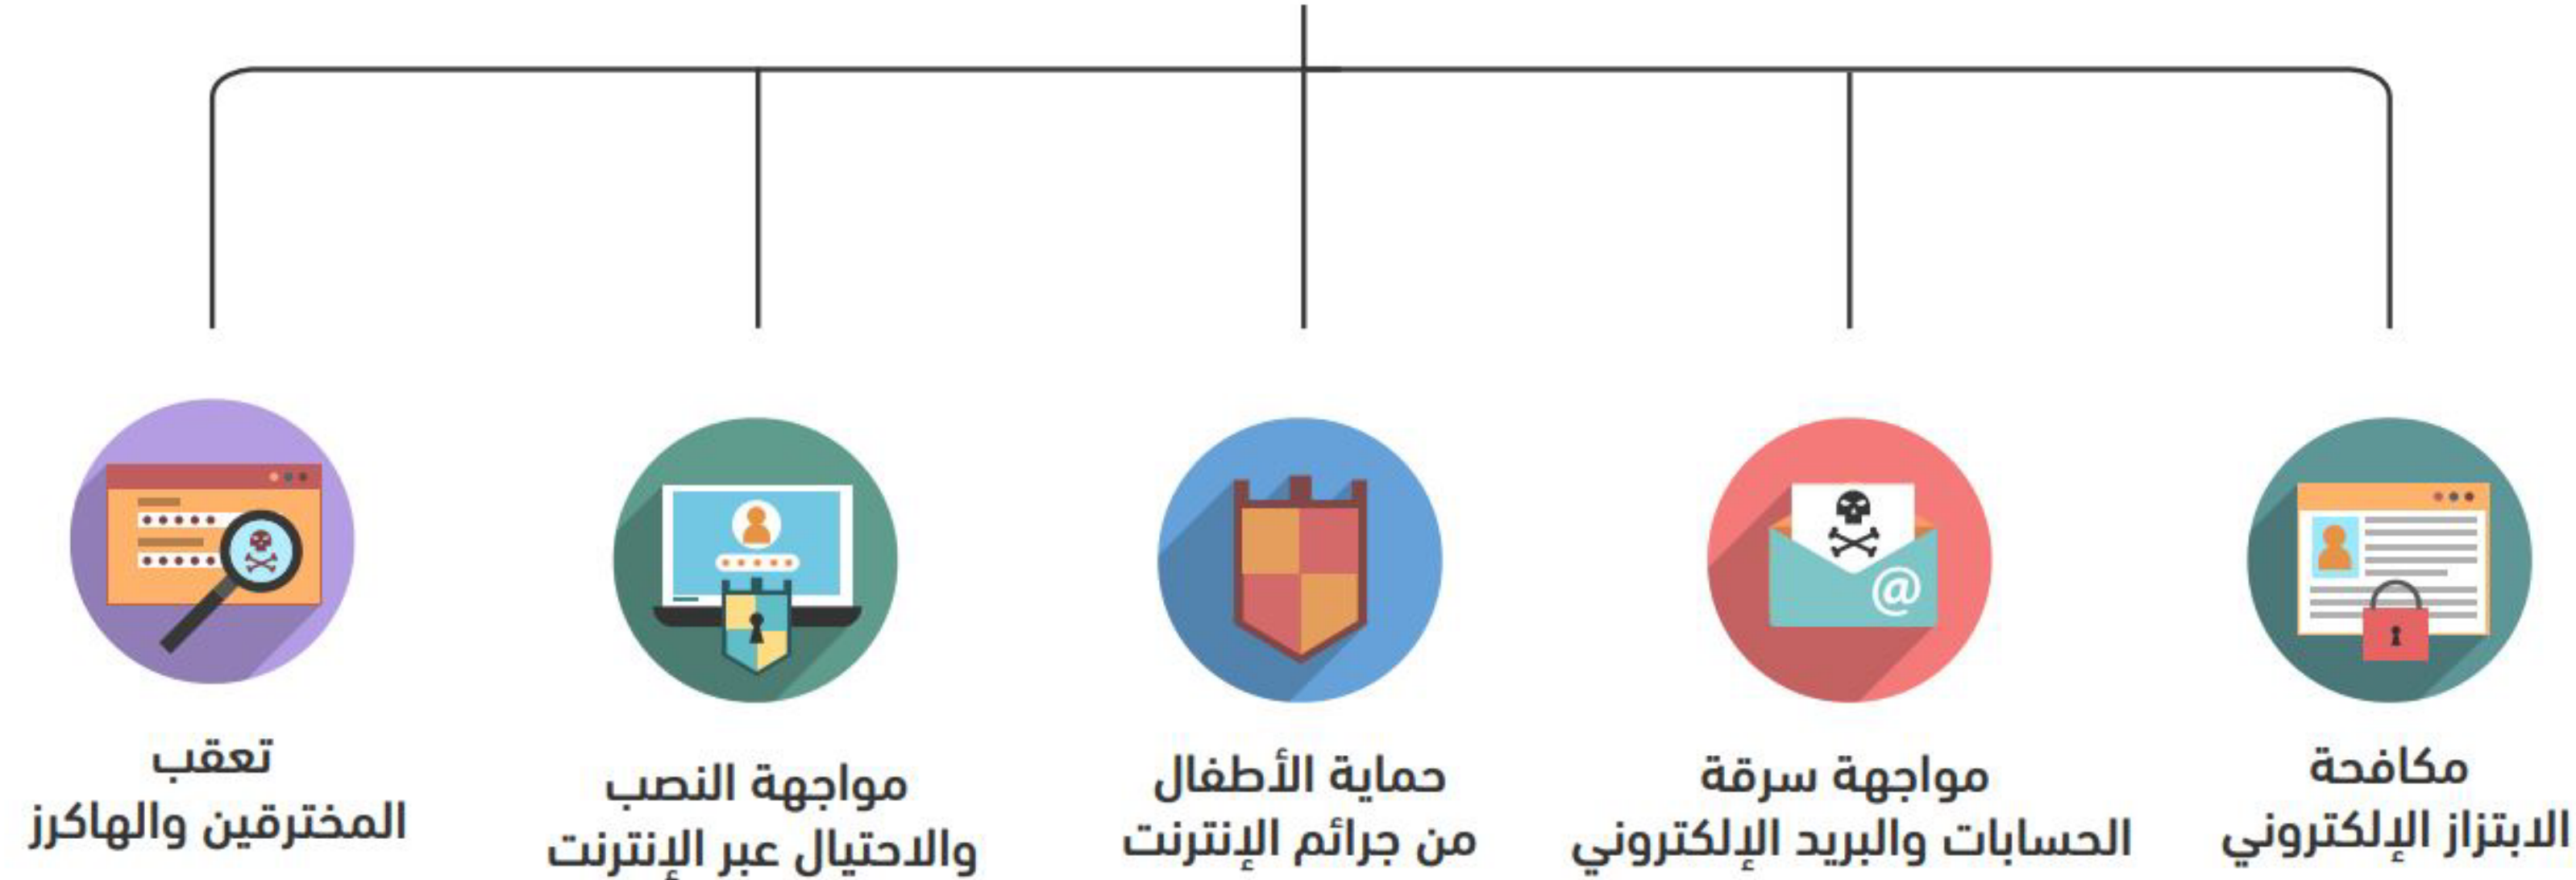 مكافحة
الابتزاز الإلكتروني
مواجهة سرقة
الحسابات والبريد الإلكتروني
حماية الأطفال
من جرائم الإنترنت
مواجهة النصب
والاحتيال عبر الإنترنت
تعقب
المخترقين والهاكرز
@